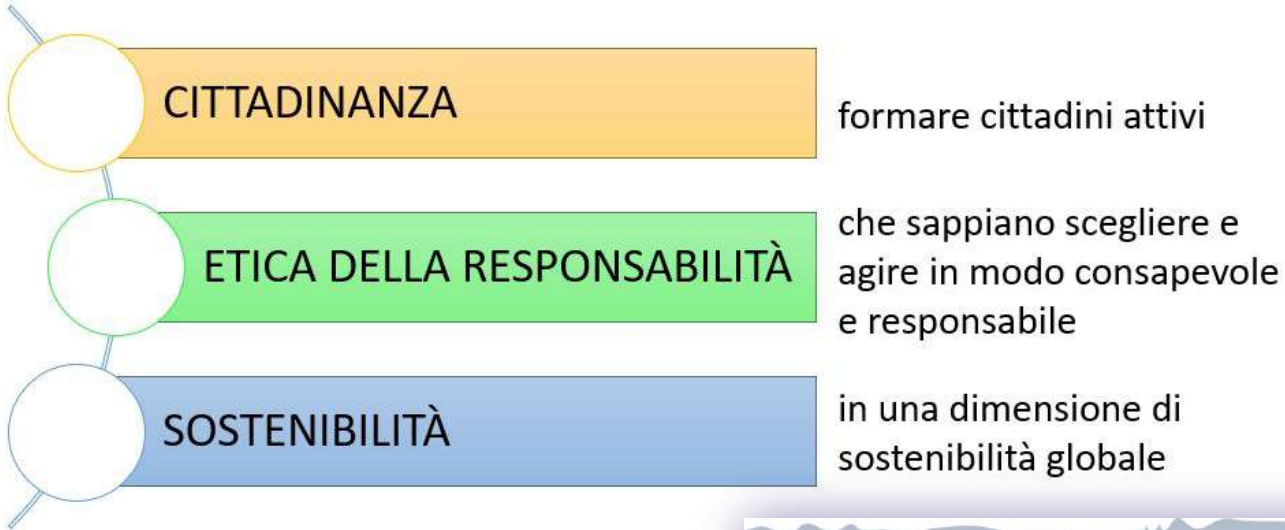 CITTADINANZA
formare cittadini attivi
ETICA DELLA RESPONSABILITÀ
che sappiano scegliere e
agire in modo consapevole
e responsabile
SOSTENIBILITÀ
in una dimensione di
sostenibilità globale